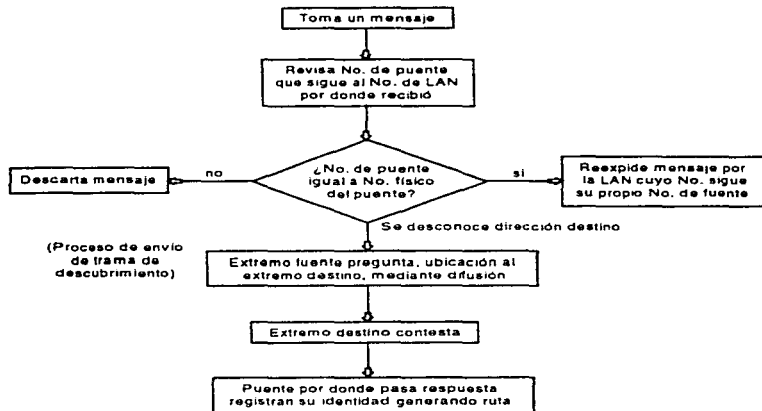 Toma un mensaje
Revisa No. de puente
que sigue al No. de LAN
por donde recibió
¿No. de puente
igual a No. físico
del puente?
no
sí
Descarta mensaje
Reexpide mensaje por
la LAN cuyo No. sigue
su propio No. de fuente
Se desconoce dirección destino
(Proceso de envío
de trama de
descubrimiento)
Extremo fuente pregunta, ubicación al
extremo destino, mediante difusión
Extremo destino contesta
Puente por donde pasa respuesta
registran su identidad generando ruta